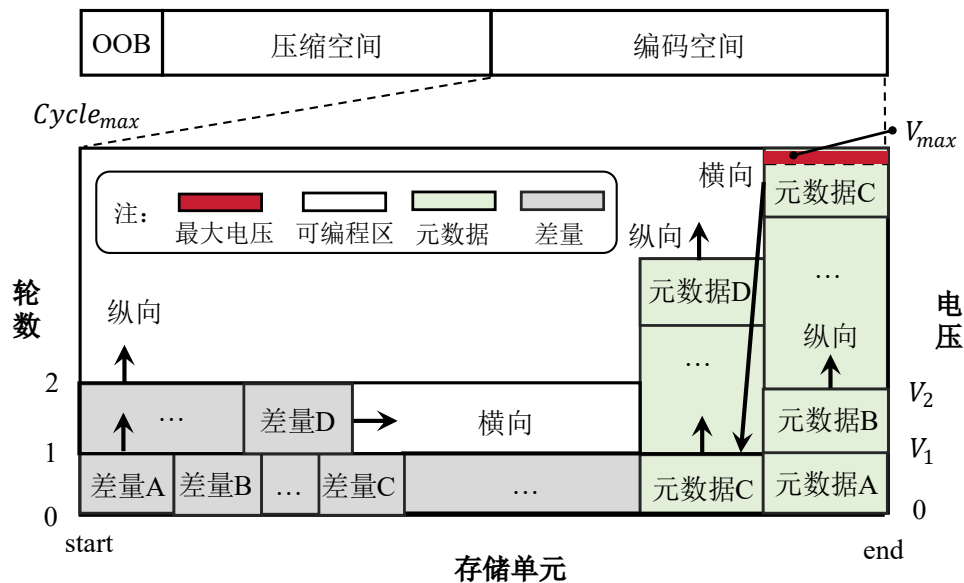 OOB 压缩空间 编码空间
Cycle_max
V_max
注：
最大电压 可编程区 元数据 差量
横向
元数据C
纵向
元数据D
…
…
纵向
纵向
轮数
电压
2
… 差量D 横向
元数据B
V_2
1
V_1
差量A 差量B … 差量C … 元数据C 元数据A
0
0
start
end
存储单元